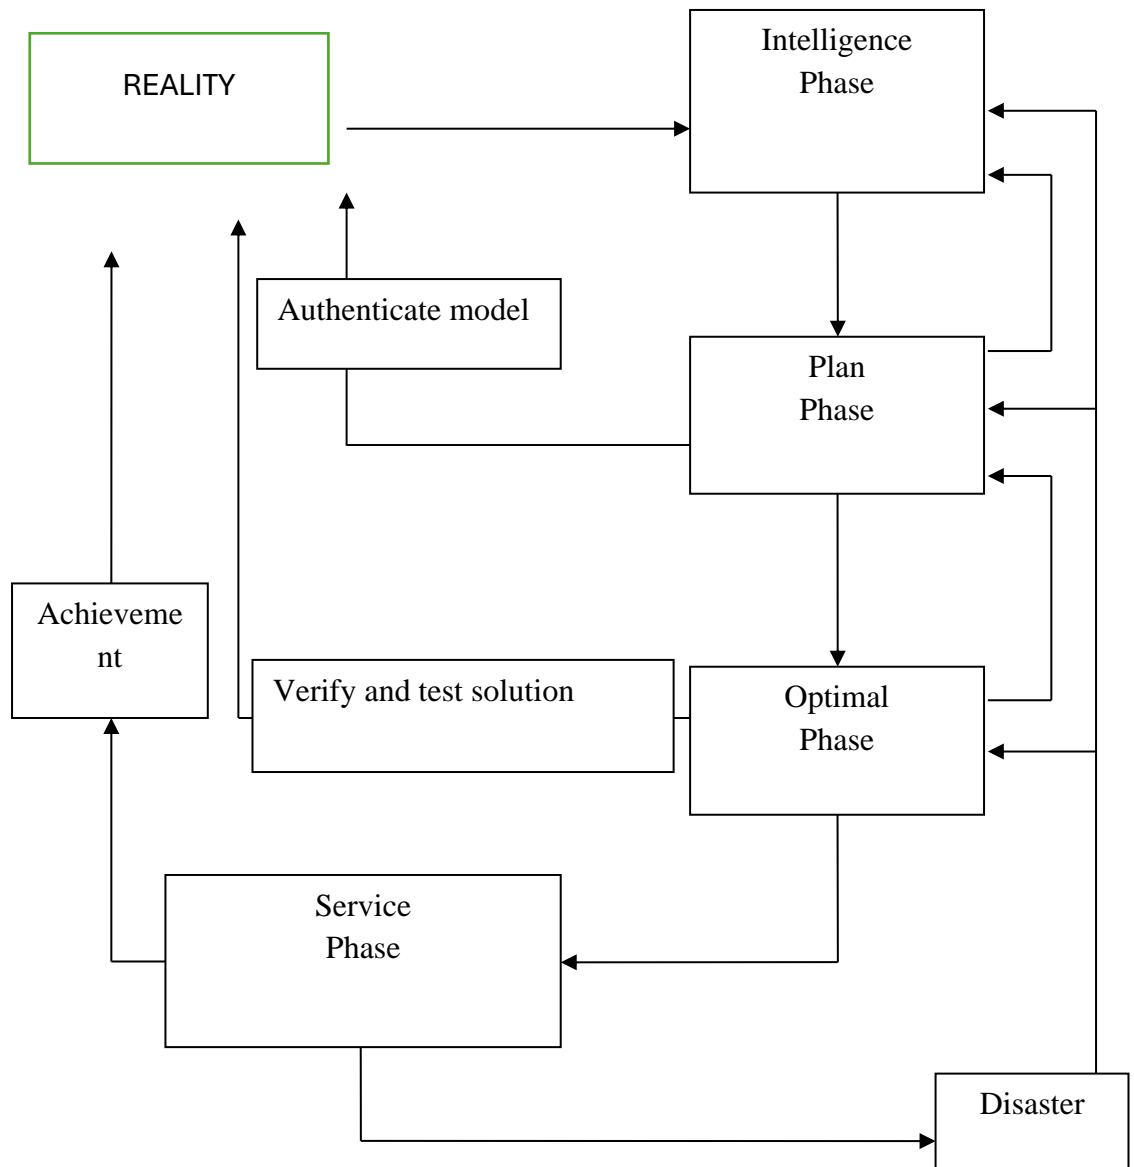 REALITY
Intelligence
Phase
Authenticate model
Plan
Phase
Achieveme
nt
Verify and test solution
Optimal
Phase
Service
Phase
Disaster